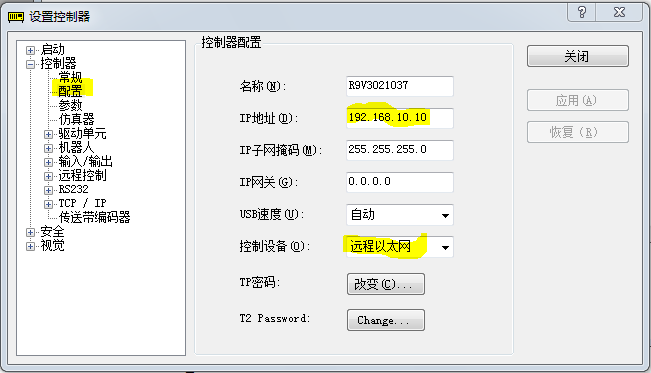 设置控制器
启动
控制器
常规
配置
参数
仿真器
驱动单元
机器人
输入/输出
远程控制
RS232
TCP / IP
传送带编码器
安全
视觉
控制器配置
名称(N): R9V3021037
IP地址(D): 192.168.10.10
IP子网掩码(M): 255.255.255.0
IP网关(G): 0.0.0.0
USB速度(U): 自动
控制设备(O): 远程以太网
TP密码: 改变(C)...
T2 Password: Change...
关闭
应用(A)
恢复(R)